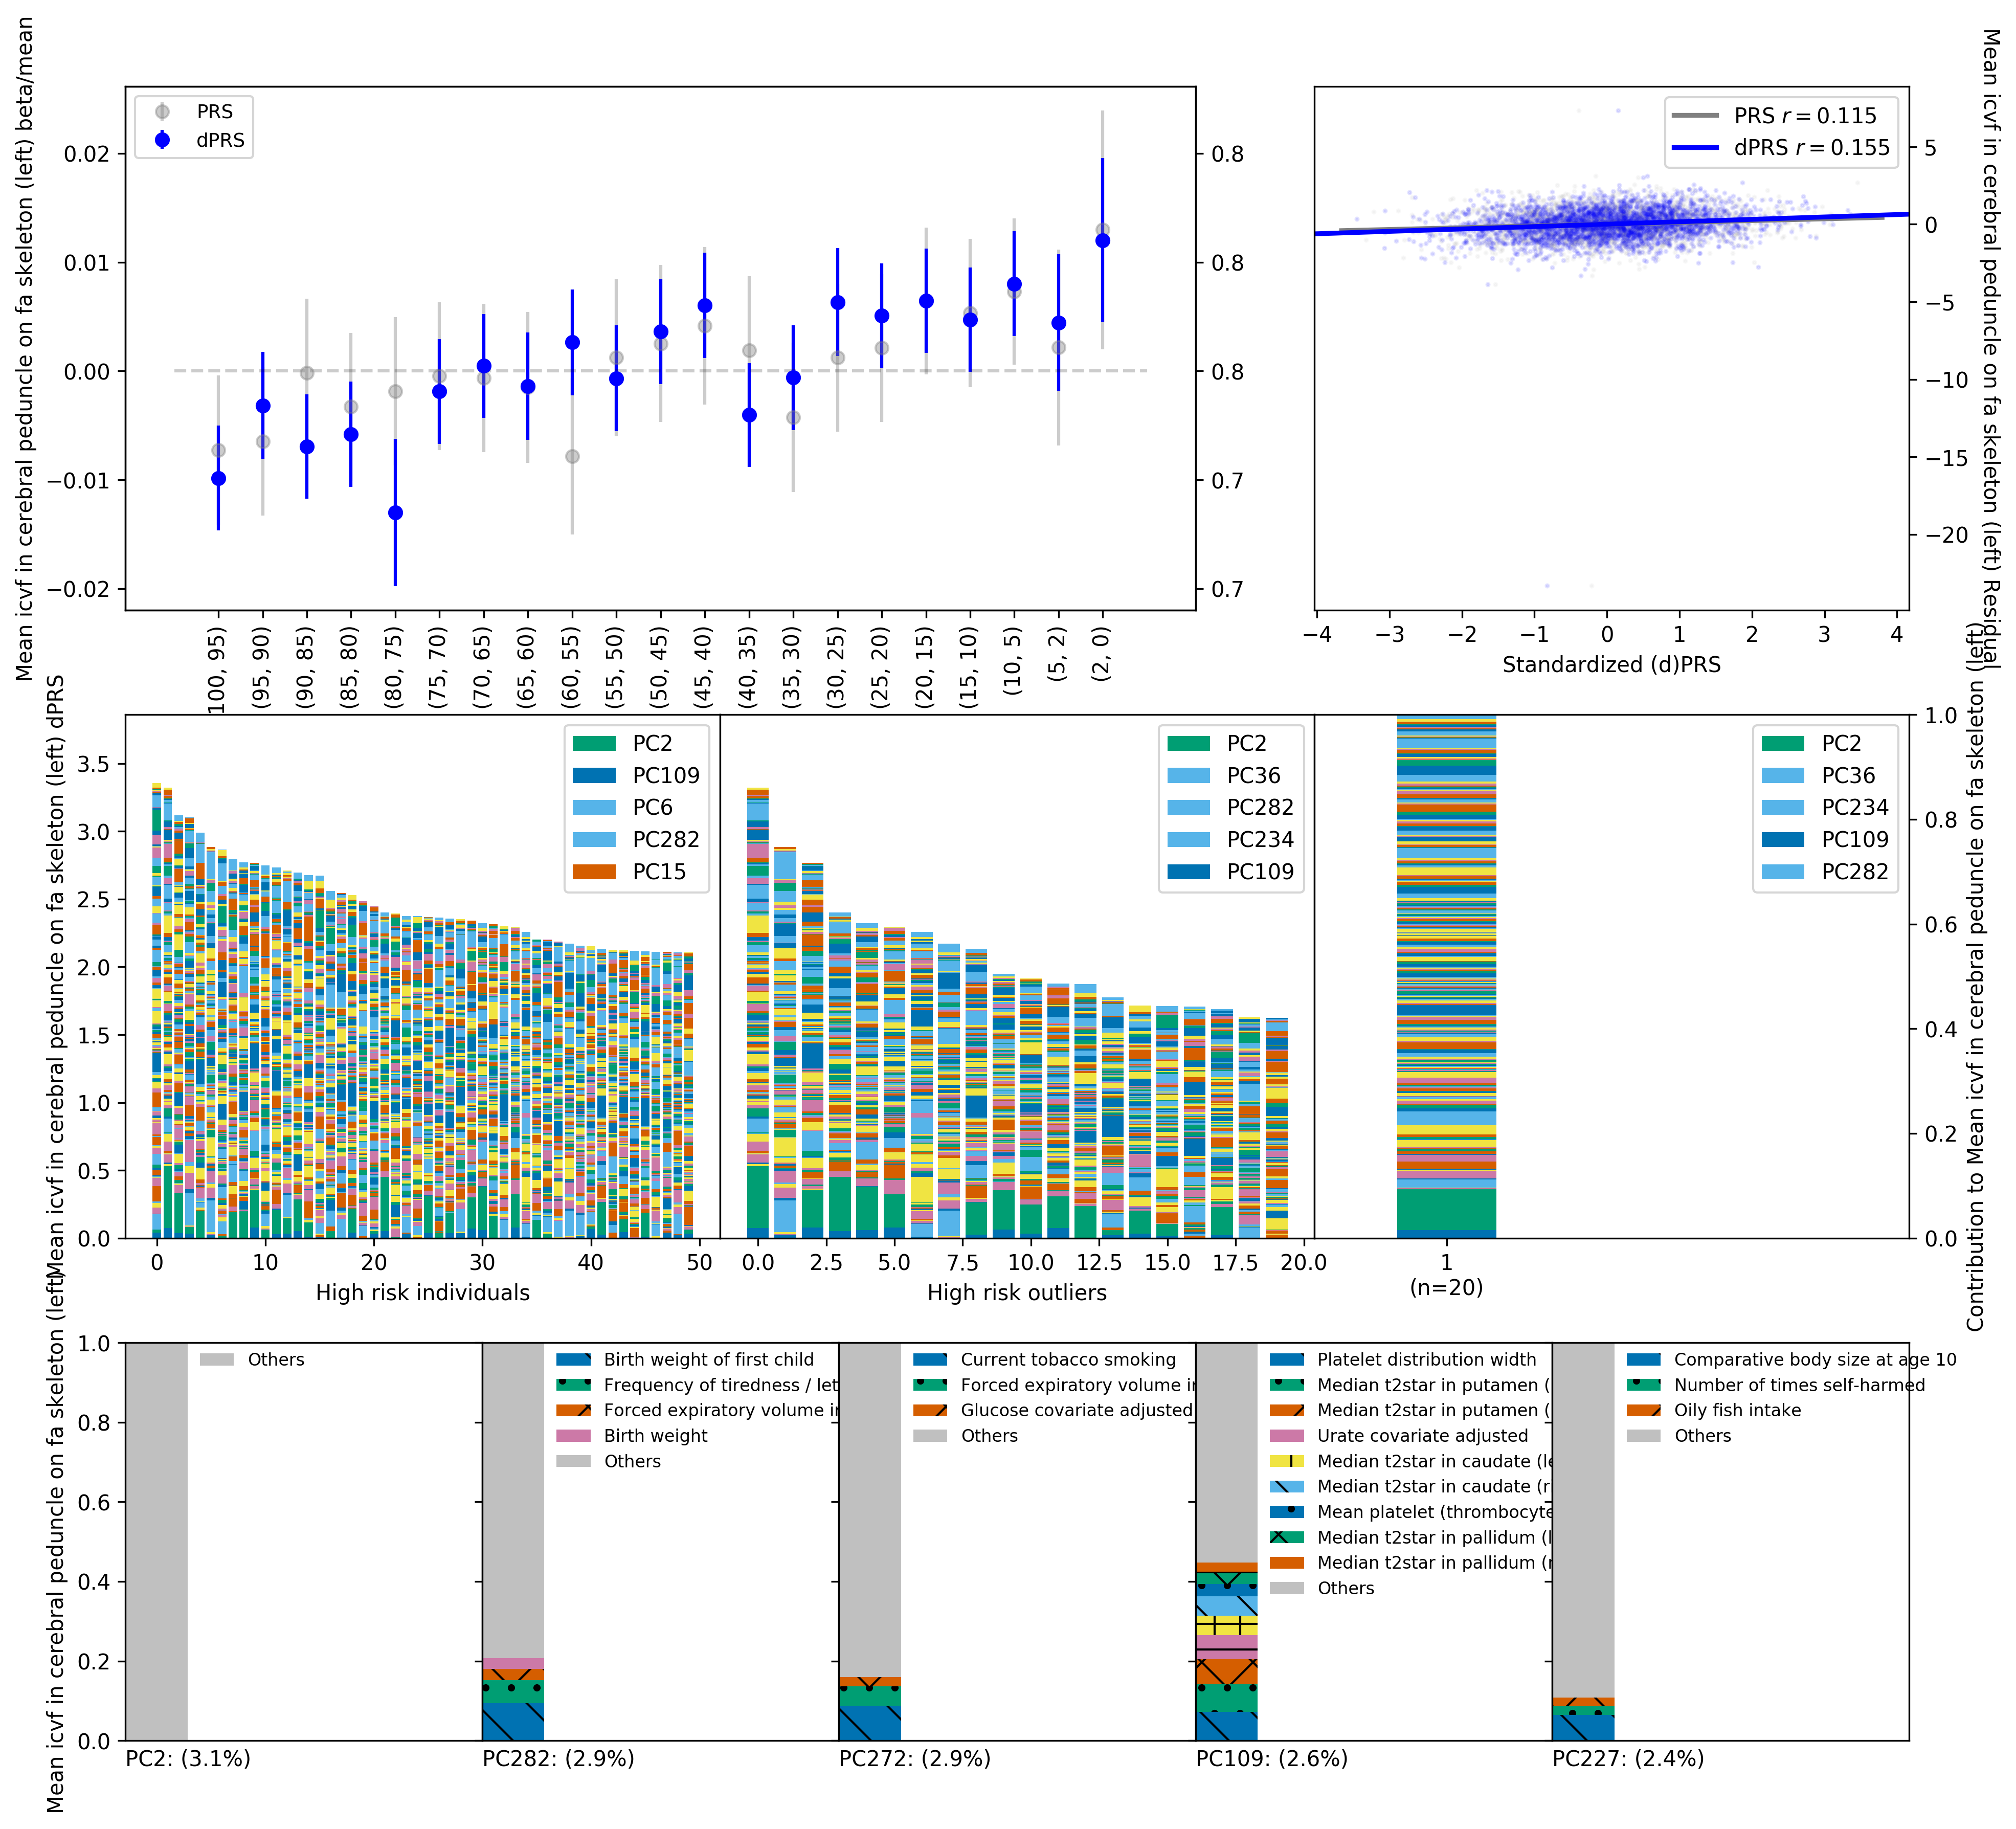 Mean icvf in cerebral peduncle on fa skeleton (left) beta/mean
PRS
dPRS
0.02
0.01
0.00
−0.01
−0.02
0.8
0.8
0.8
0.7
0.7
100, 95)
(95, 90)
(90, 85)
(85, 80)
(80, 75)
(75, 70)
(70, 65)
(65, 60)
(60, 55)
(55, 50)
(50, 45)
(45, 40)
(40, 35)
(35, 30)
(30, 25)
(25, 20)
(20, 15)
(15, 10)
(10, 5)
(5, 2)
(2, 0)
PRS r = 0.115
dPRS r = 0.155
5
0
−5
−10
−15
−20
−4 −3 −2 −1 0 1 2 3 4
Standardized (d)PRS
Mean icvf in cerebral peduncle on fa skeleton (left) Residual
Mean icvf in cerebral peduncle on fa skeleton (left) dPRS
3.5
3.0
2.5
2.0
1.5
1.0
0.5
0.0
PC2
PC109
PC6
PC282
PC15
0 10 20 30 40 50
High risk individuals
PC2
PC36
PC282
PC234
PC109
0.0 2.5 5.0 7.5 10.0 12.5 15.0 17.5 20.0
High risk outliers
PC2
PC36
PC234
PC109
PC282
1
(n=20)
1.0
0.8
0.6
0.4
0.2
0.0
Contribution to Mean icvf in cerebral peduncle on fa skeleton (left)
Mean icvf in cerebral peduncle on fa skeleton (left)
1.0
0.8
0.6
0.4
0.2
0.0
Others
PC2: (3.1%)
Birth weight of first child
Frequency of tiredness / let
Forced expiratory volume i
Birth weight
Others
PC282: (2.9%)
Current tobacco smoking
Forced expiratory volume i
Glucose covariate adjusted
Others
PC272: (2.9%)
Platelet distribution width
Median t2star in putamen (
Median t2star in putamen (
Urate covariate adjusted
Median t2star in caudate (le
Median t2star in caudate (r
Mean platelet (thrombocyte
Median t2star in pallidum (l
Median t2star in pallidum (r
Others
PC109: (2.6%)
Comparative body size at age 10
Number of times self-harmed
Oily fish intake
Others
PC227: (2.4%)